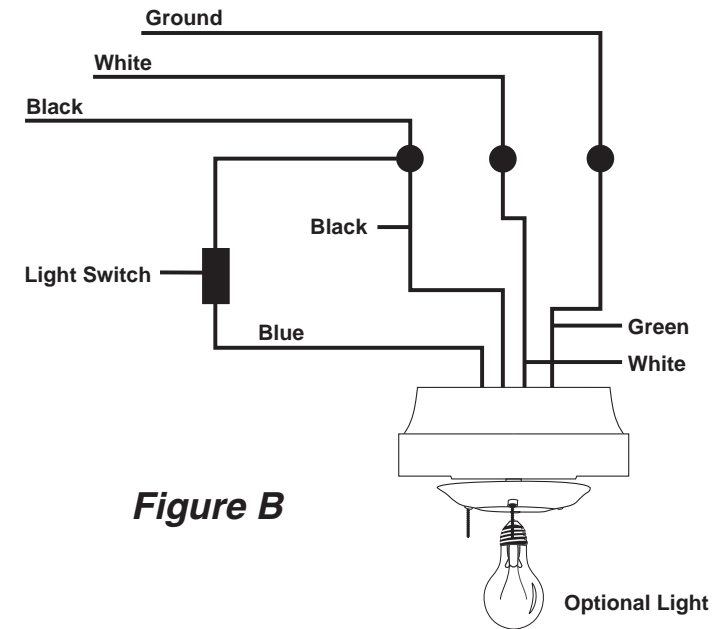 Ground
White
Black
Black
Light Switch
Blue
Green
White
Figure B
Optional Light